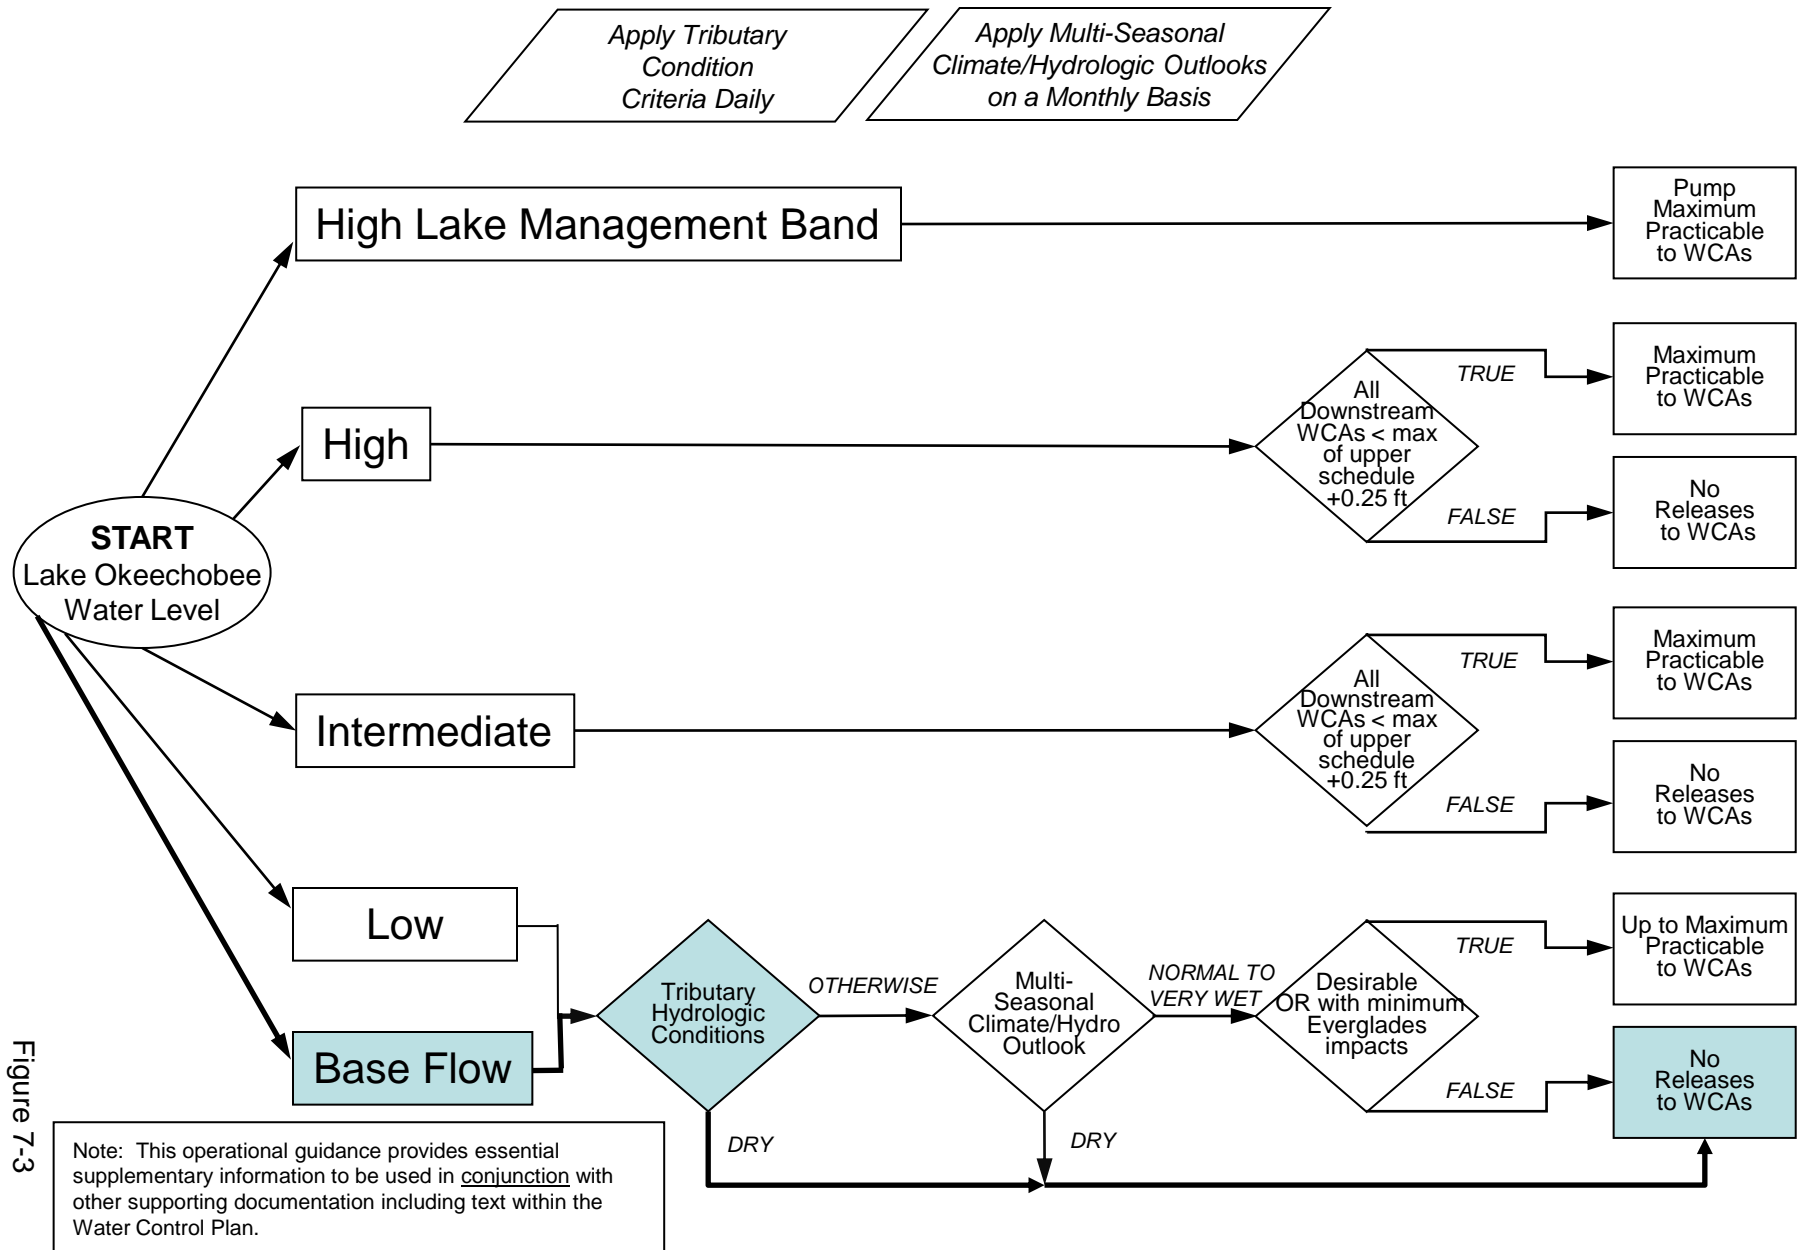 Apply Tributary
Condition
Criteria Daily
Apply Multi-Seasonal
Climate/Hydrologic Outlooks
on a Monthly Basis
High Lake Management Band
Pump
Maximum
Practicable
to WCAs
High
All
Downstream
WCAs < max
of upper
schedule
+0.25 ft
TRUE
Maximum
Practicable
to WCAs
FALSE
No
Releases
to WCAs
START
Lake Okeechobee
Water Level
Intermediate
All
Downstream
WCAs < max
of upper
schedule
+0.25 ft
TRUE
Maximum
Practicable
to WCAs
FALSE
No
Releases
to WCAs
Low
Base Flow
Tributary
Hydrologic
Conditions
OTHERWISE
DRY
Multi-
Seasonal
Climate/Hydro
Outlook
NORMAL TO
VERY WET
DRY
Desirable
OR with minimum
Everglades
impacts
TRUE
Up to Maximum
Practicable
to WCAs
FALSE
No
Releases
to WCAs
Figure 7-3
Note:  This operational guidance provides essential
supplementary information to be used in conjunction with
other supporting documentation including text within the
Water Control Plan.